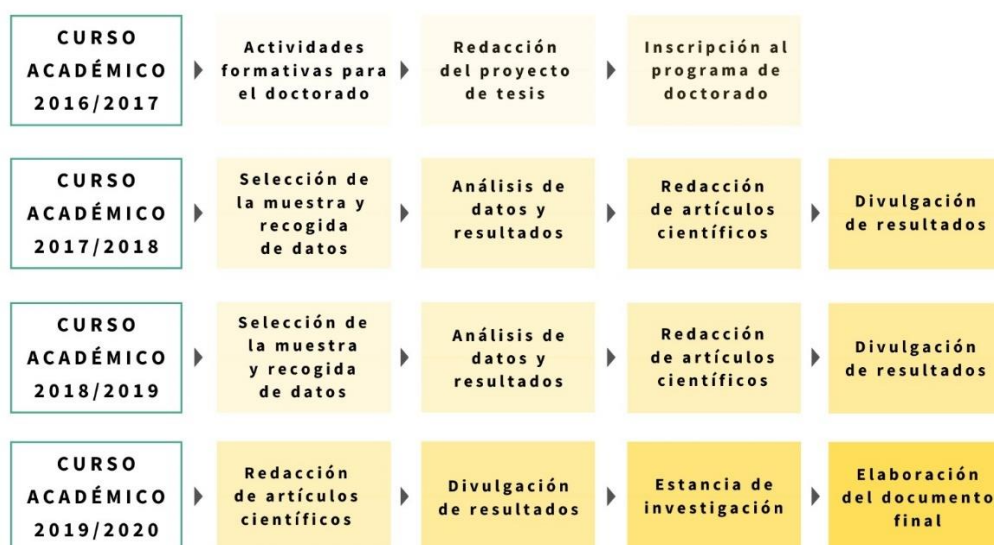 CURSO
ACADÉMICO
2016/2017
Actividades
formativas para
el doctorado
Redacción
del proyecto
de tesis
Inscripción al
programa de
doctorado
CURSO
ACADÉMICO
2017/2018
Selección de
la muestra y
recogida
de datos
Análisis de
datos y
resultados
Redacción
de artículos
científicos
Divulgación
de resultados
CURSO
ACADÉMICO
2018/2019
Selección de
la muestra
y recogida
de datos
Análisis de
datos y
resultados
Redacción
de artículos
científicos
Divulgación
de resultados
CURSO
ACADÉMICO
2019/2020
Redacción
de artículos
científicos
Divulgación
de resultados
Estancia de
investigación
Elaboración
del documento
final